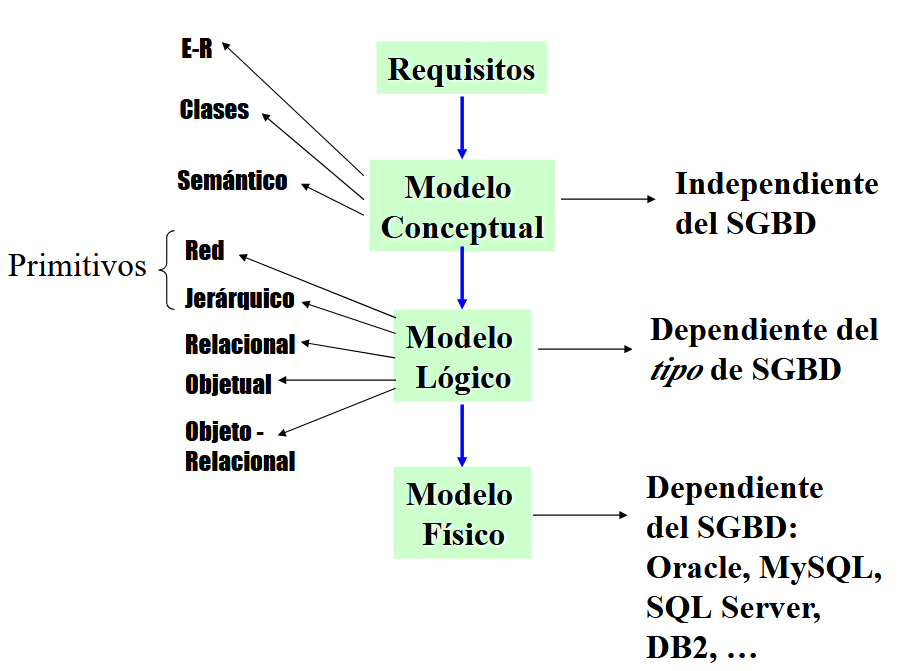 E-R
Clases
Semántico
Primitivos
Red
Jerárquico
Relacional
Objetual
Objeto -
Relacional
Requisitos
Modelo
Conceptual
Modelo
Lógico
Modelo
Físico
Independiente
del SGBD
Dependiente del
tipo de SGBD
Dependiente
del SGBD:
Oracle, MySQL,
SQL Server,
DB2, …